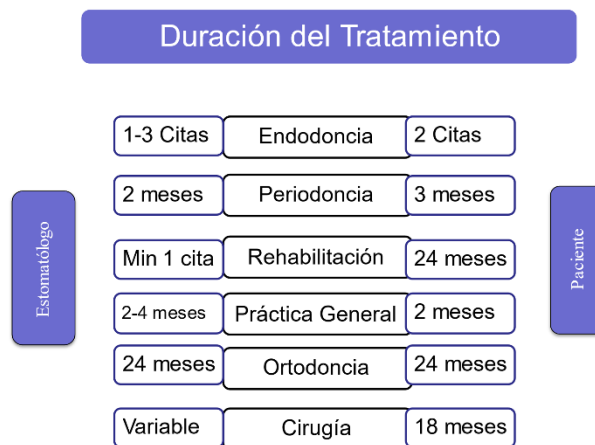 Duración del Tratamiento
1-3 Citas Endodoncia 2 Citas
2 meses Periodoncia 3 meses
Estomatólogo
Min 1 cita Rehabilitación 24 meses
Paciente
2-4 meses Práctica General 2 meses
24 meses Ortodoncia 24 meses
Variable Cirugía 18 meses